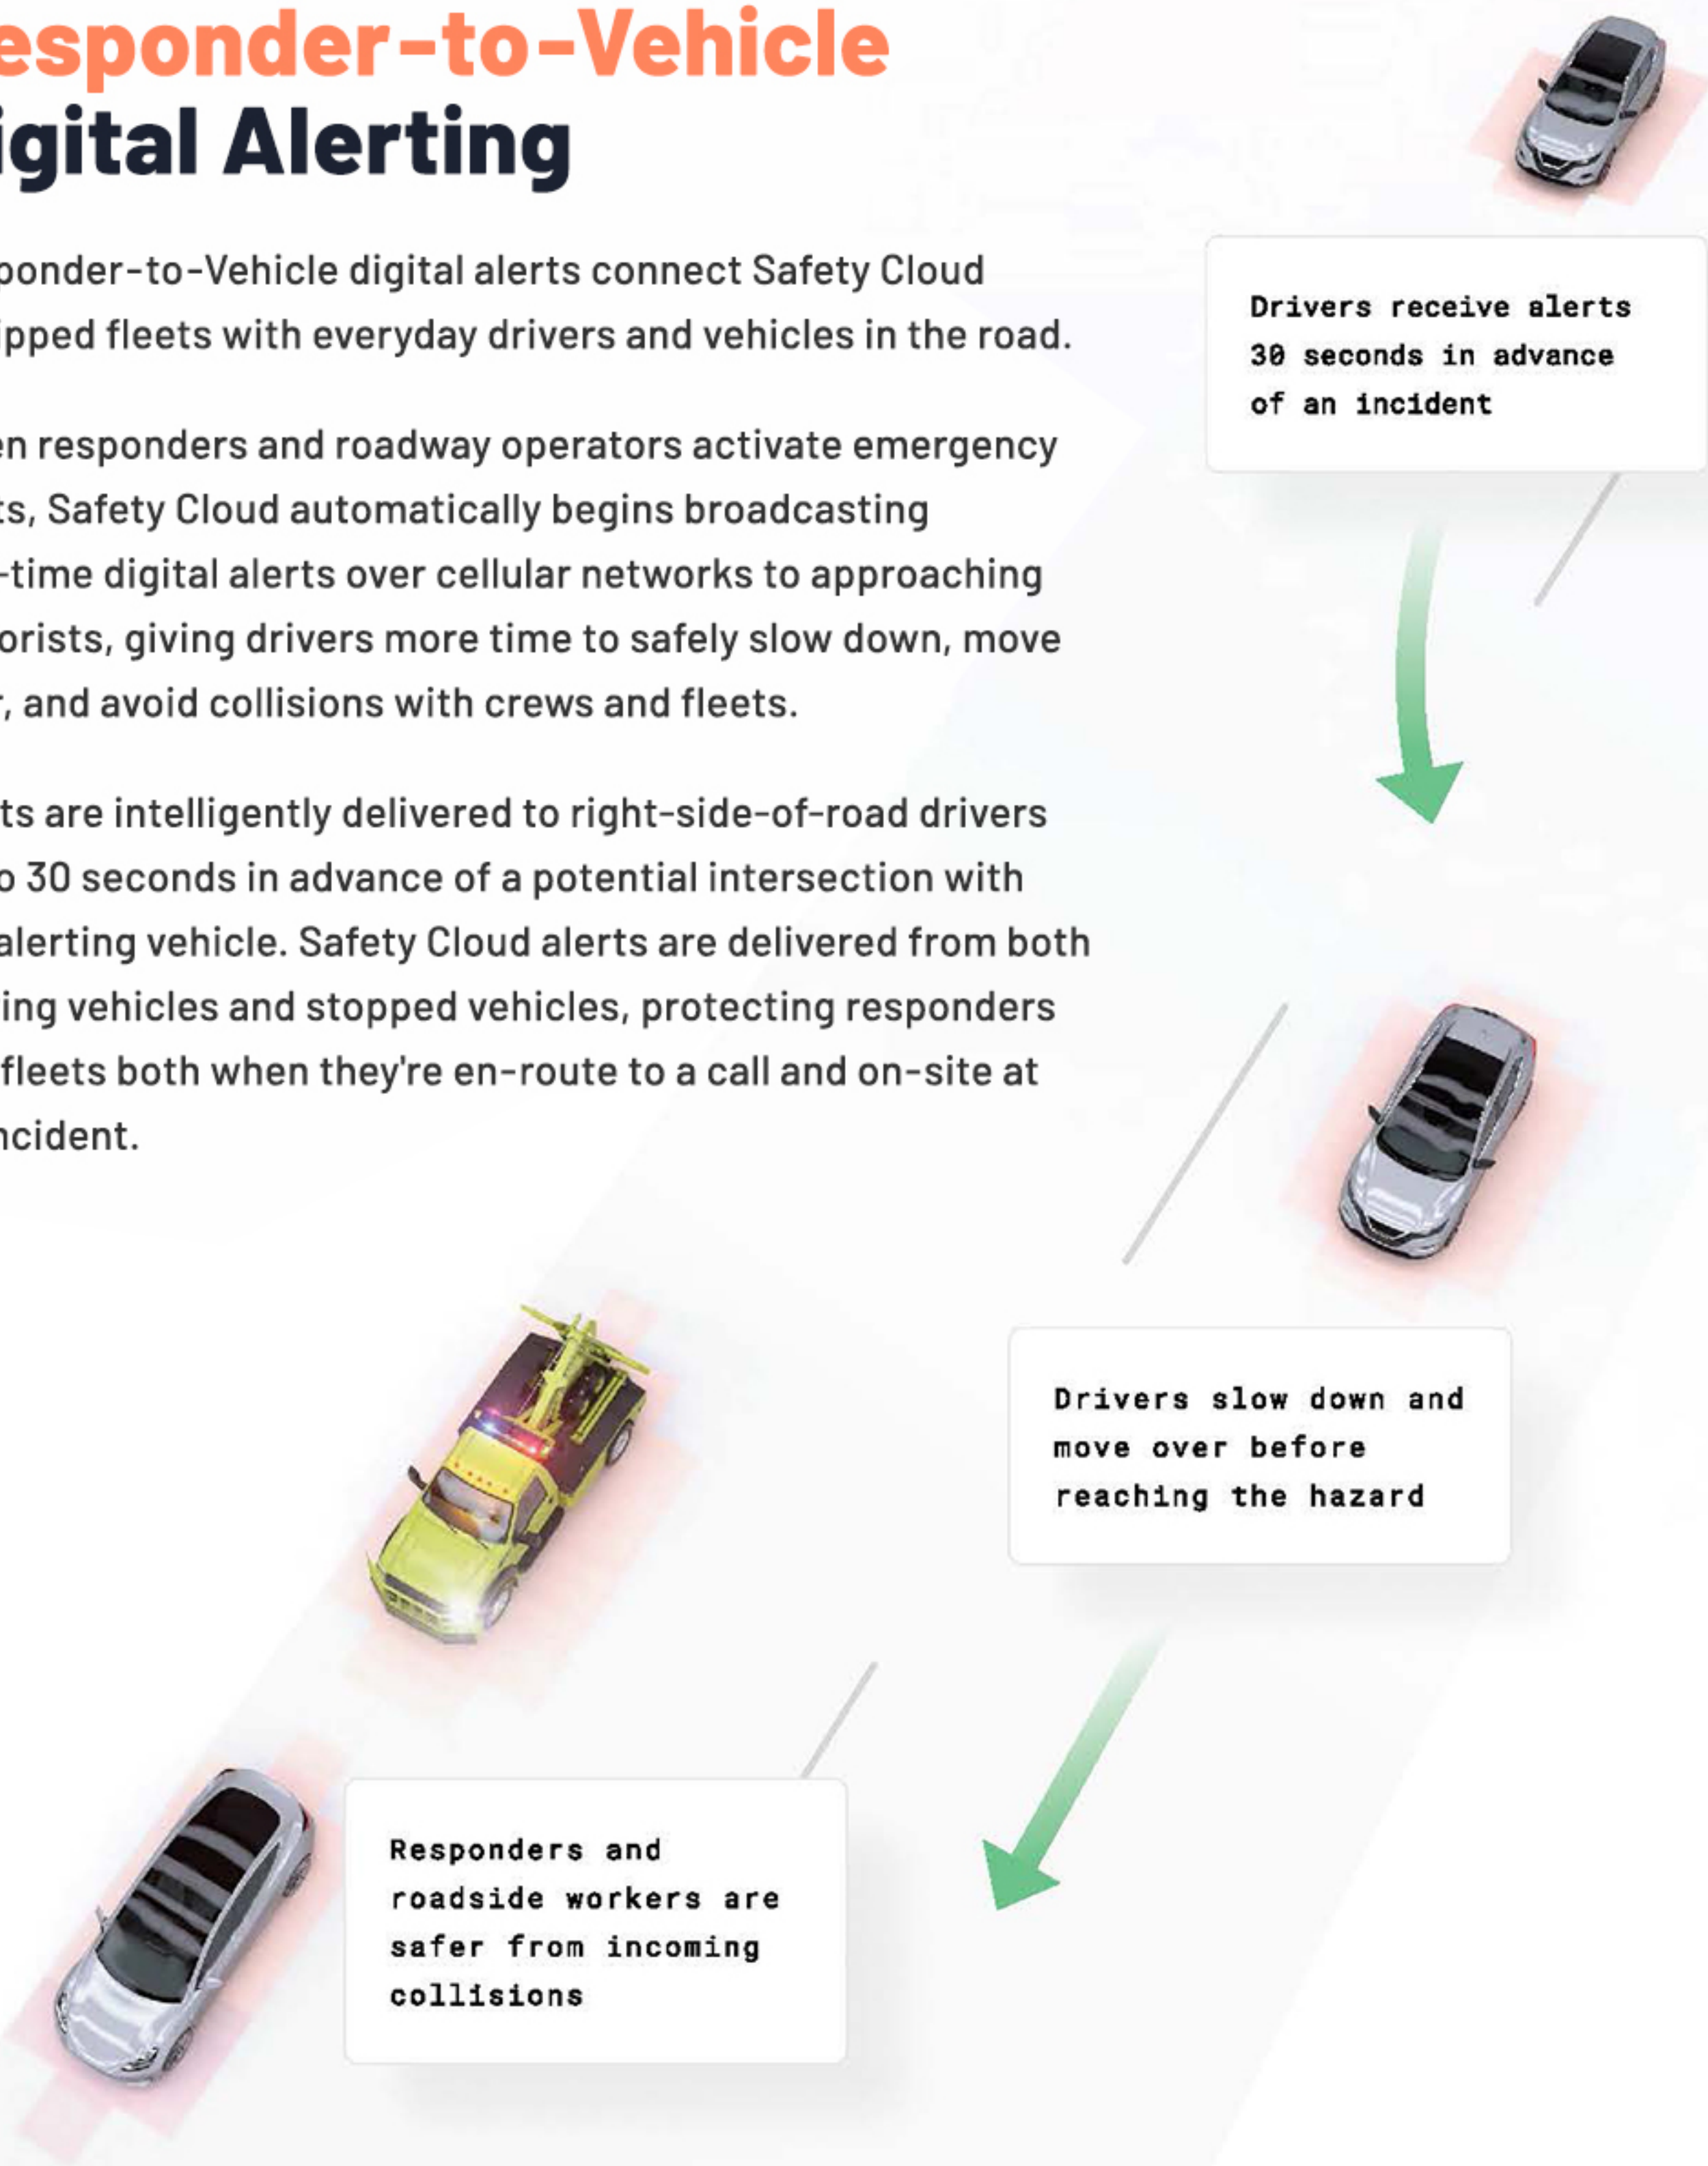 esponder-to-Vehicle
igital Alerting
ponder-to-Vehicle digital alerts connect Safety Cloud
ipped fleets with everyday drivers and vehicles in the road.
en responders and roadway operators activate emergency
ts, Safety Cloud automatically begins broadcasting
-time digital alerts over cellular networks to approaching
orists, giving drivers more time to safely slow down, move
r, and avoid collisions with crews and fleets.
ts are intelligently delivered to right-side-of-road drivers
o 30 seconds in advance of a potential intersection with
alerting vehicle. Safety Cloud alerts are delivered from both
ing vehicles and stopped vehicles, protecting responders
fleets both when they're en-route to a call and on-site at
ncident.
Drivers receive alerts
30 seconds in advance
of an incident
Drivers slow down and
move over before
reaching the hazard
Responders and
roadside workers are
safer from incoming
collisions